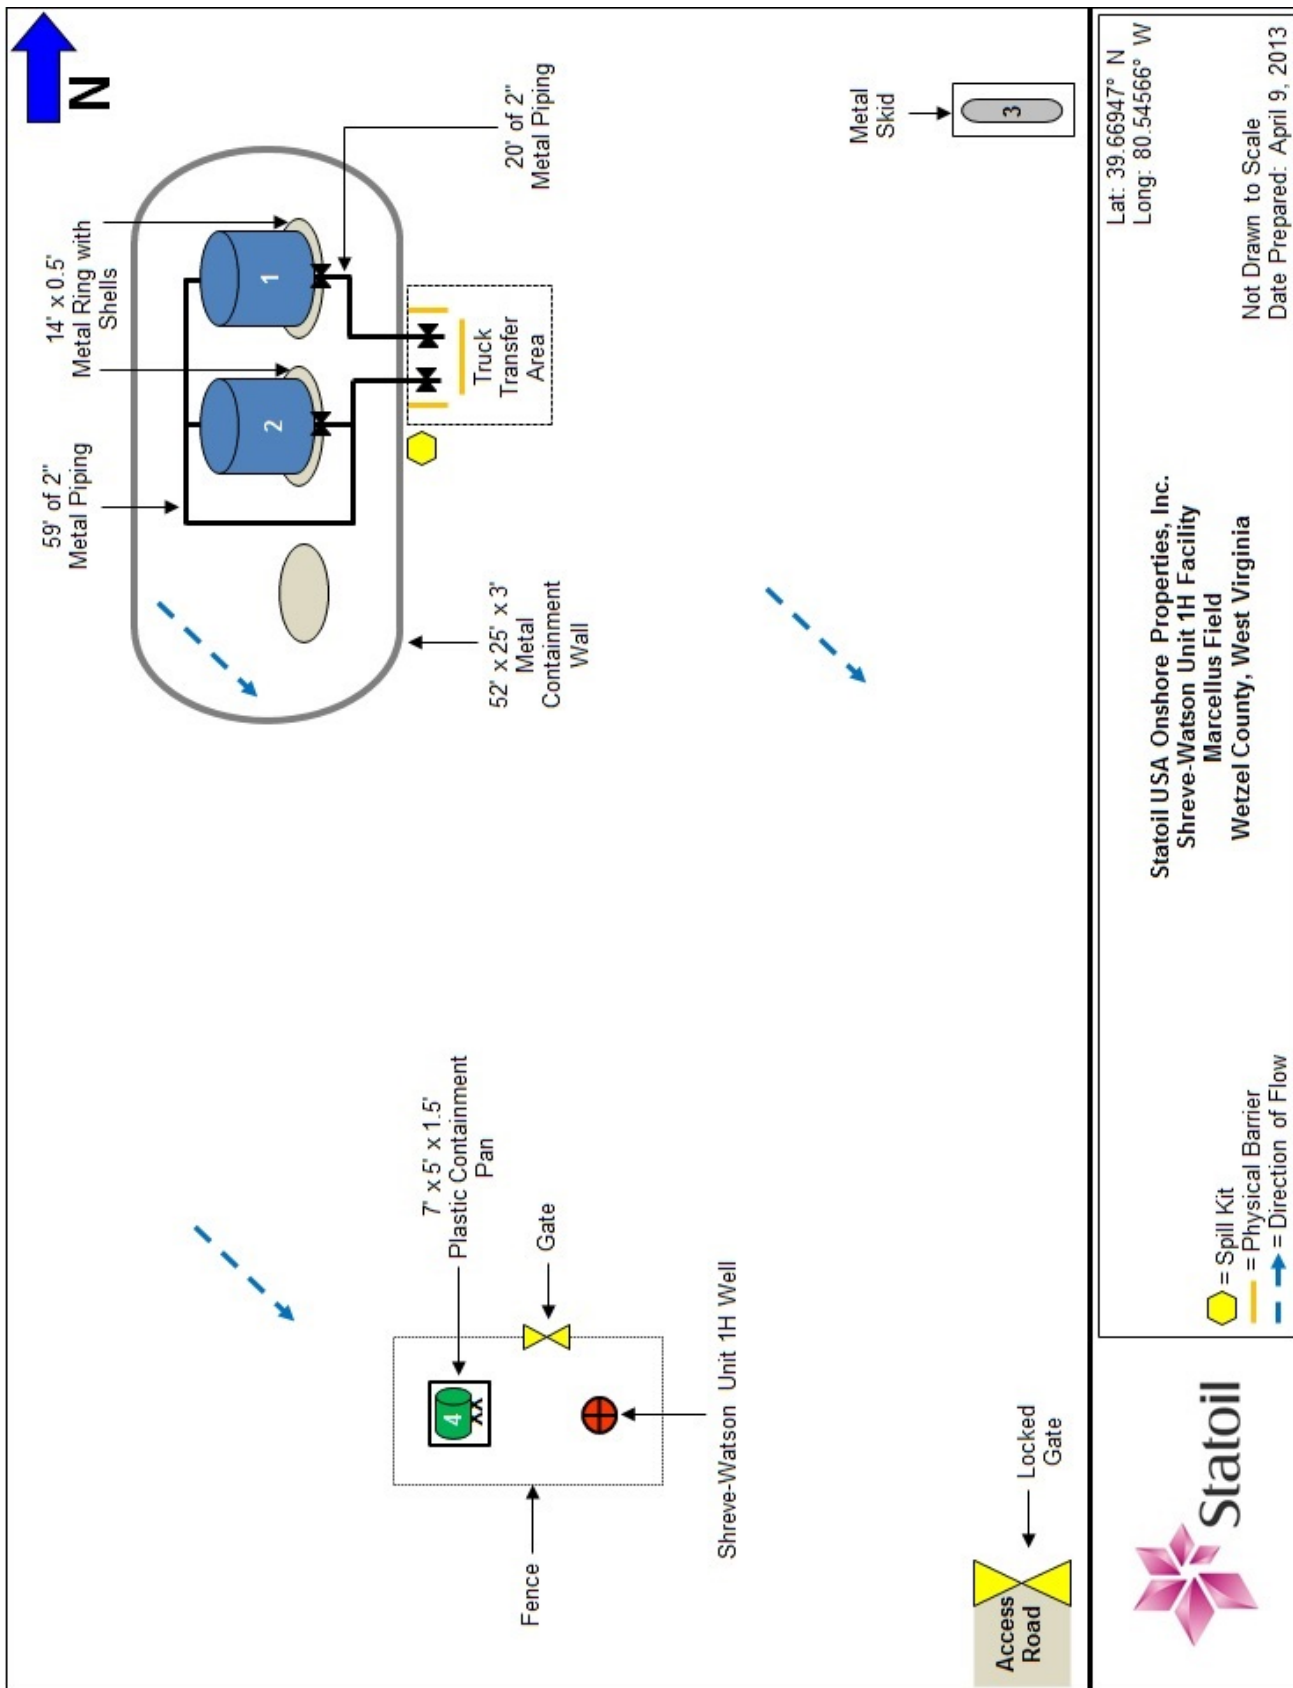 N
59' of 2"
Metal Piping
14' x 0.5'
Metal Ring with
Shells
2
1
20' of 2"
Metal Piping
Truck
Transfer
Area
52' x 25' x 3'
Metal
Containment
Wall
7' x 5' x 1.5'
Plastic Containment
Pan
4
XX
Gate
Fence
Shreve-Watson Unit 1H Well
Metal
Skid
3
Access
Road
Locked
Gate
Statoil
= Spill Kit
= Physical Barrier
= Direction of Flow
Statoil USA Onshore Properties, Inc.
Shreve-Watson Unit 1H Facility
Marcellus Field
Wetzel County, West Virginia
Lat: 39.66947° N
Long: 80.54566° W
Not Drawn to Scale
Date Prepared: April 9, 2013